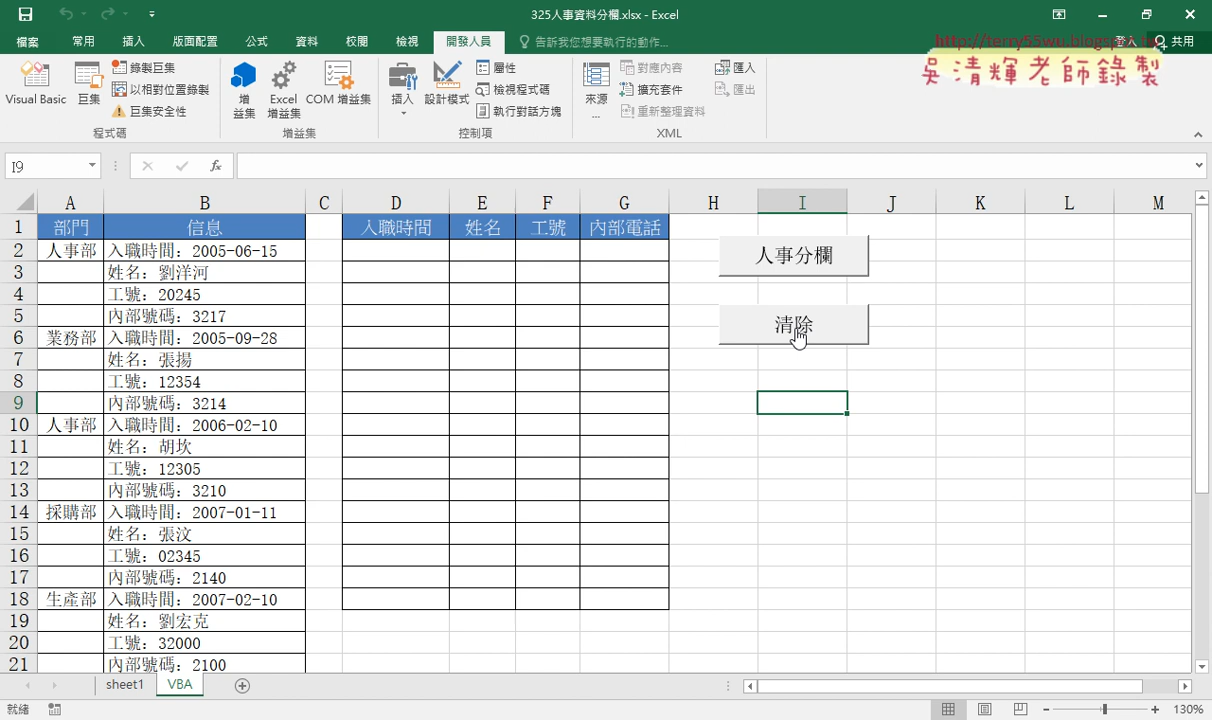 325人事資料分欄.xlsx - Excel
檔案 常用 插入 版面配置 公式 資料 校閱 檢視 開發人員 告訴我您想要執行的動作... 登入 共用
http://terry55wu.blogspot.tw
吳清輝老師錄製
Visual Basic 巨集 錄製巨集 以相對位置錄製 巨集安全性
增益集 Excel 增益集 COM 增益集
插入 設計模式 屬性 檢視程式碼 執行對話方塊
來源... 對應內容 擴充套件 重新整理資料 匯入 匯出
程式碼 增益集 控制項 XML
I9 fx
A B C D E F G H I J K L M
1 部門 信息 入職時間 姓名 工號 內部電話
2 人事部 入職時間：2005-06-15
人事分欄
3 姓名：劉洋河
4 工號：20245
5 內部號碼：3217
清除
6 業務部 入職時間：2005-09-28
7 姓名：張揚
8 工號：12354
9 內部號碼：3214
10 人事部 入職時間：2006-02-10
11 姓名：胡坎
12 工號：12305
13 內部號碼：3210
14 採購部 入職時間：2007-01-11
15 姓名：張汶
16 工號：02345
17 內部號碼：2140
18 生產部 入職時間：2007-02-10
19 姓名：劉宏克
20 工號：32000
21 內部號碼：2100
sheet1 VBA
就緒 130%